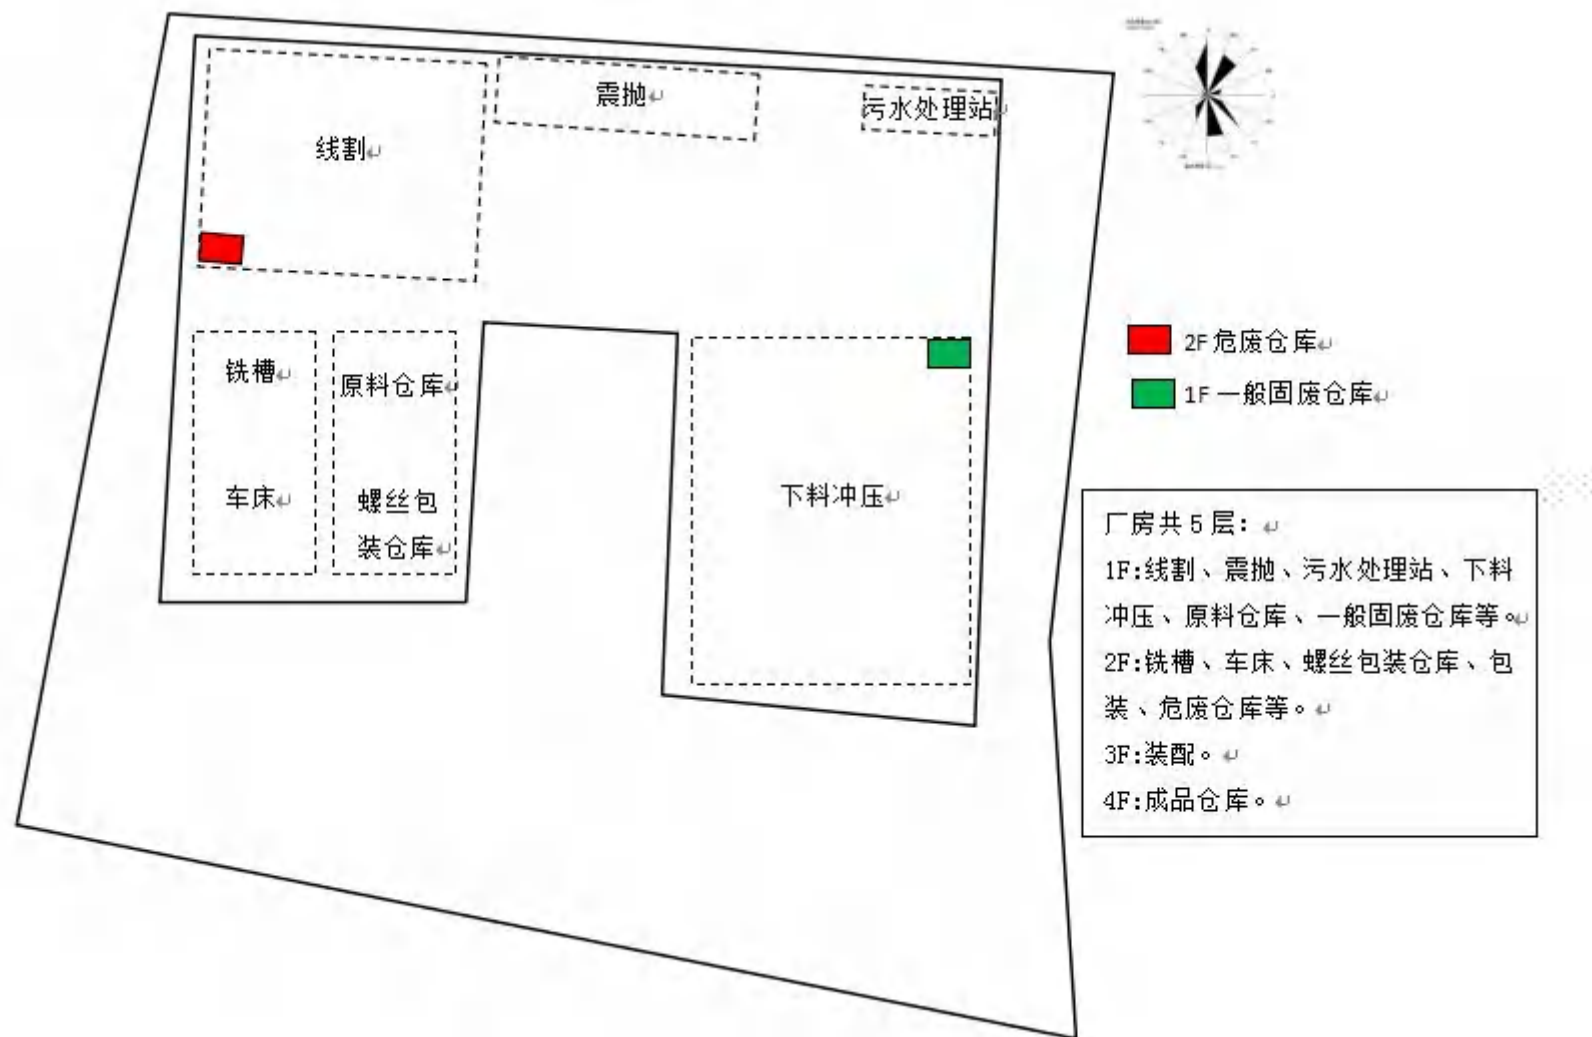 震抛
污水处理站
线割
铣槽
原料仓库
车床
螺丝包
装仓库
下料冲压
2F危废仓库
1F一般固废仓库
厂房共5层:
1F:线割、震抛、污水处理站、下料
冲压、原料仓库、一般固废仓库等。
2F:铣槽、车床、螺丝包装仓库、包
装、危废仓库等。
3F:装配。
4F:成品仓库。